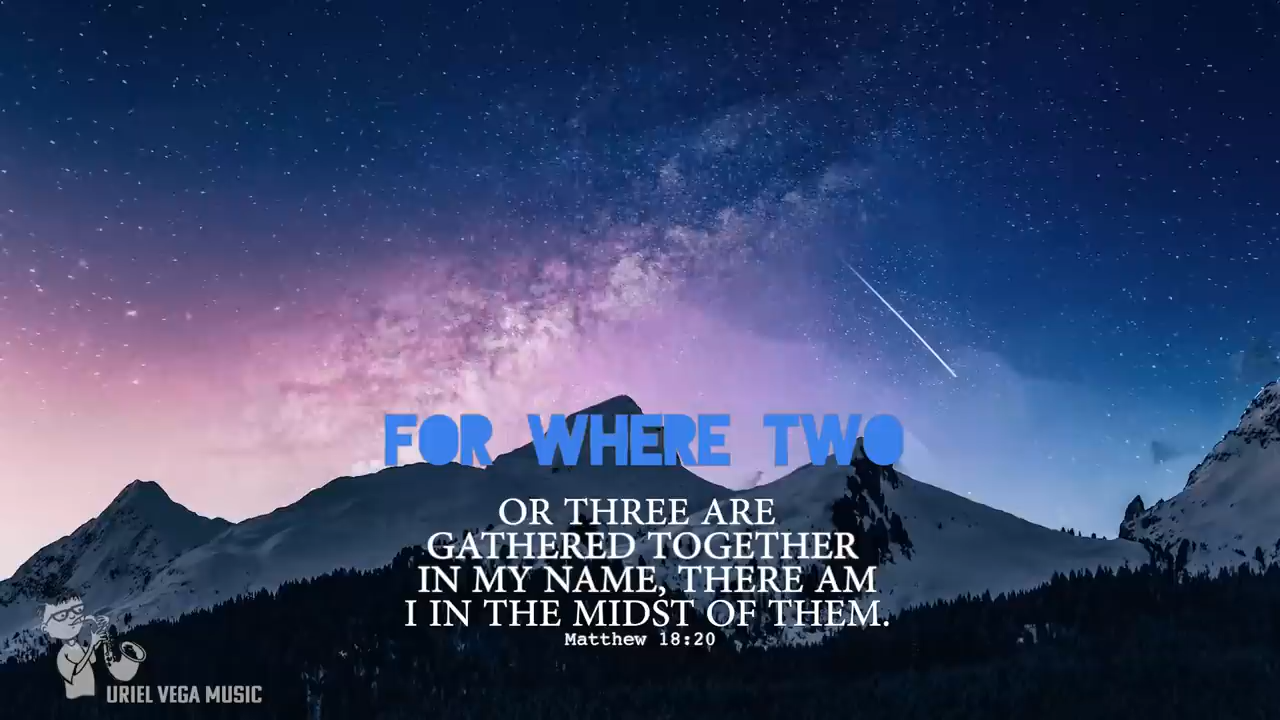 FOR WHERE TWO
OR THREE ARE
GATHERED TOGETHER
IN MY NAME, THERE AM
I IN THE MIDST OF THEM.
Matthew 18:20
URIEL VEGA MUSIC